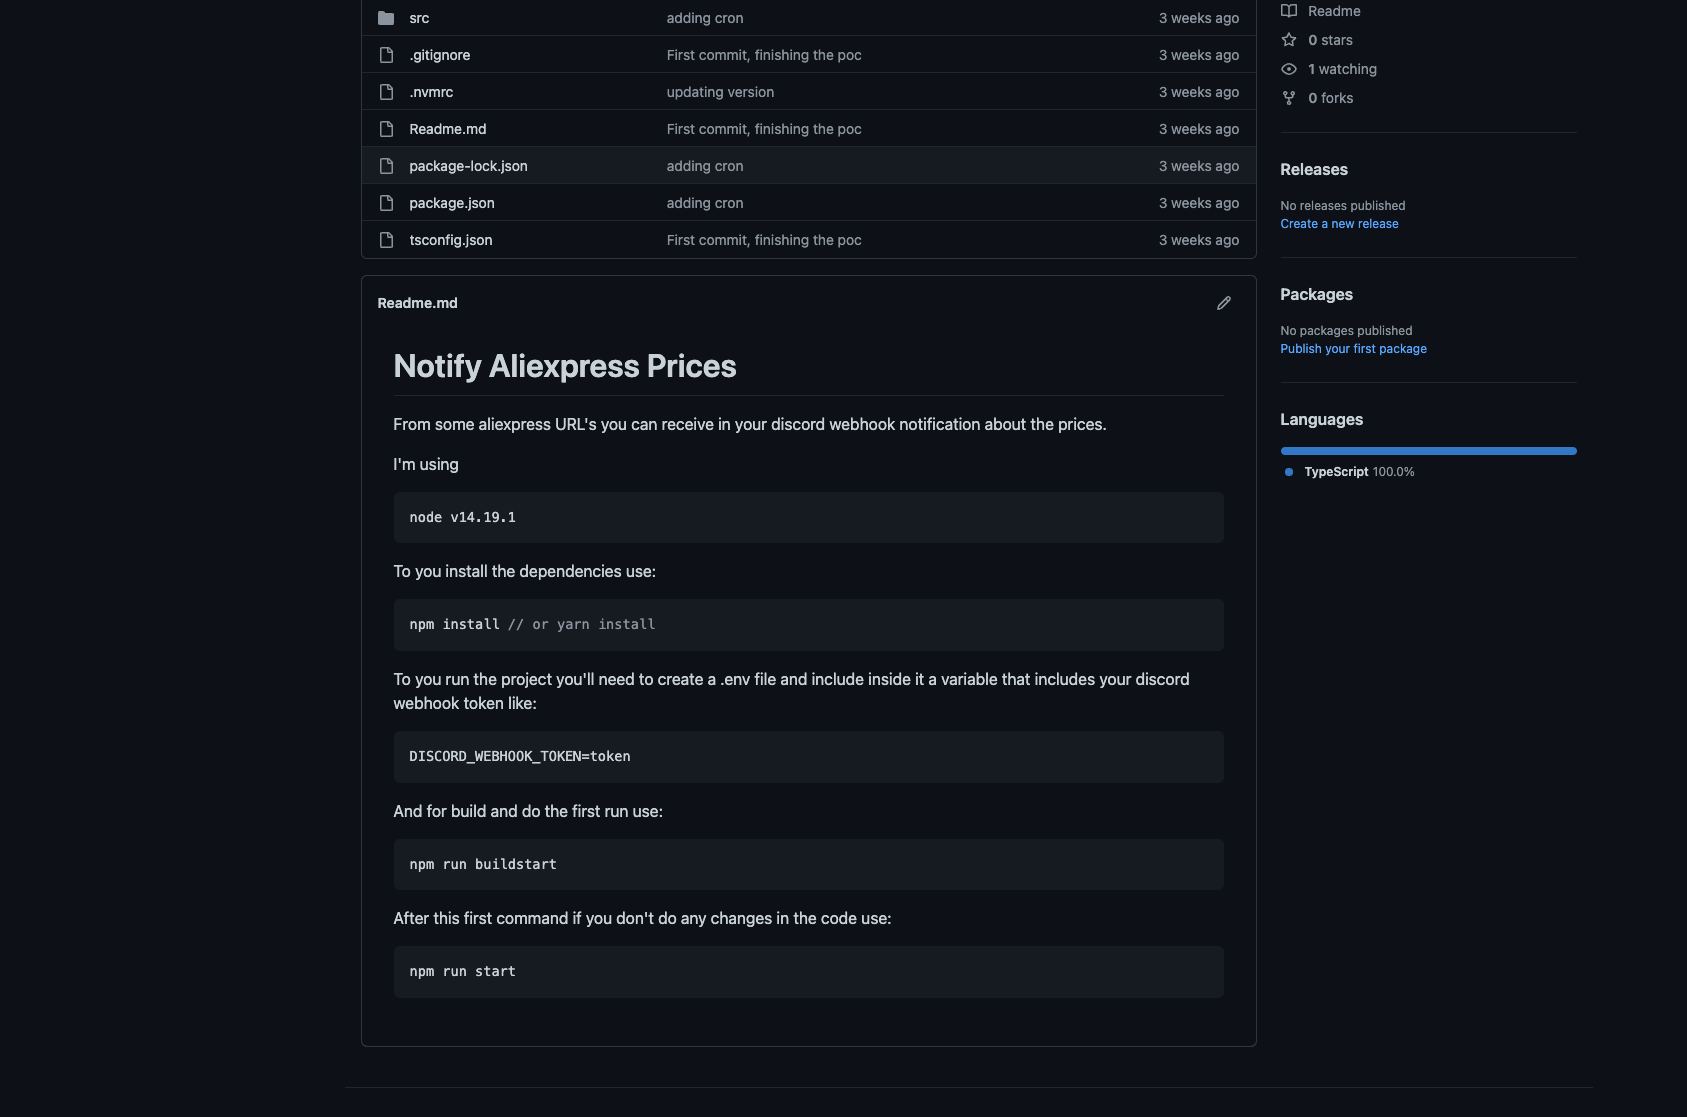 src adding cron 3 weeks ago
.gitignore First commit, finishing the poc 3 weeks ago
.nvmrc updating version 3 weeks ago
Readme.md First commit, finishing the poc 3 weeks ago
package-lock.json adding cron 3 weeks ago
package.json adding cron 3 weeks ago
tsconfig.json First commit, finishing the poc 3 weeks ago
Readme.md
Notify Aliexpress Prices
From some aliexpress URL's you can receive in your discord webhook notification about the prices.
I'm using
node v14.19.1
To you install the dependencies use:
npm install // or yarn install
To you run the project you'll need to create a .env file and include inside it a variable that includes your discord
webhook token like:
DISCORD_WEBHOOK_TOKEN=token
And for build and do the first run use:
npm run buildstart
After this first command if you don't do any changes in the code use:
npm run start
Readme
0 stars
1 watching
0 forks
Releases
No releases published
Create a new release
Packages
No packages published
Publish your first package
Languages
TypeScript 100.0%